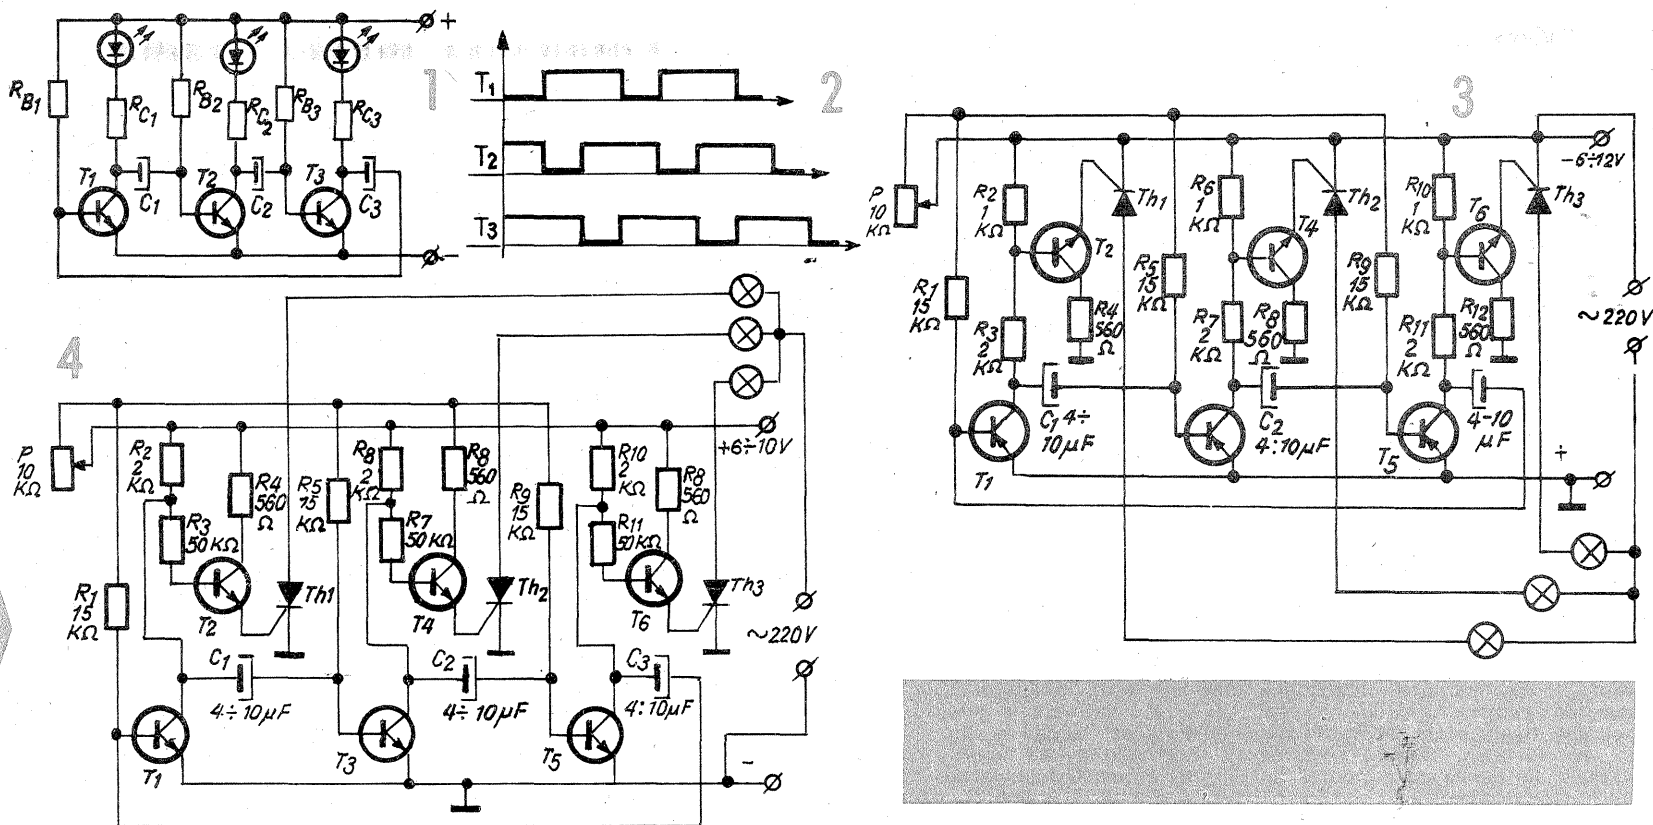 1
+
RB1
RC1
RB2
RC2
RB3
RC3
T1
T2
T3
C1
C2
C3
-
2
T1
T2
T3
3
-6÷12V
P
10
KΩ
R1
15
KΩ
R2
1
KΩ
R3
2
KΩ
T2
R4
560
Ω
Th1
R5
15
KΩ
R6
1
KΩ
R7
2
KΩ
T4
R8
560
Ω
Th2
R9
15
KΩ
R10
1
KΩ
R11
2
KΩ
T6
R12
560
Ω
Th3
~220V
C1 4÷
10µF
C2
4:10µF
4-10
µF
T1
T5
+
4
P
10
KΩ
R2
2
KΩ
R3
50KΩ
R4
560
Ω
R5
15
KΩ
R8
2
KΩ
R7
50KΩ
R8
560
Ω
R9
15
KΩ
R10
2
KΩ
R11
50KΩ
R8
560
Ω
+6÷10V
R1
15
KΩ
T2
Th1
T4
Th2
T6
Th3
~220V
C1
4÷10µF
C2
4÷10µF
C3
4:10µF
T1
T3
T5
-